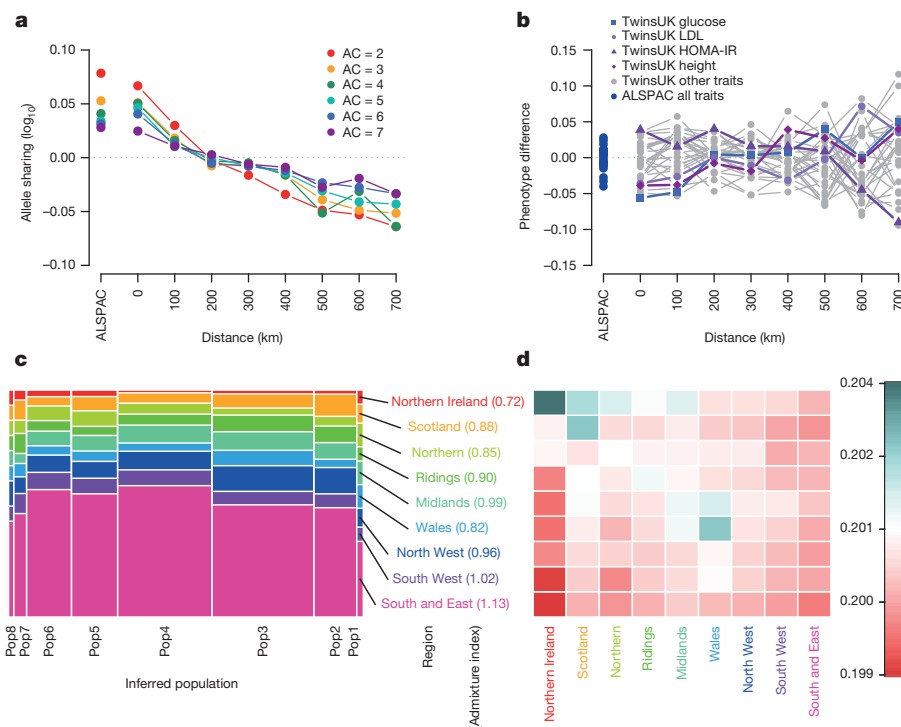 a
0.10
0.05
0.00
−0.05
−0.10
Allele sharing (log10)
AC = 2
AC = 3
AC = 4
AC = 5
AC = 6
AC = 7
ALSPAC
0
100
200
300
400
500
600
700
Distance (km)
b
0.15
0.10
0.05
0.00
−0.05
−0.10
−0.15
Phenotype difference
TwinsUK glucose
TwinsUK LDL
TwinsUK HOMA-IR
TwinsUK height
TwinsUK other traits
ALSPAC all traits
ALSPAC
0
100
200
300
400
500
600
700
Distance (km)
c
Northern Ireland (0.72)
Scotland (0.88)
Northern (0.85)
Ridings (0.90)
Midlands (0.99)
Wales (0.82)
North West (0.96)
South West (1.02)
South and East (1.13)
Pop8
Pop7
Pop6
Pop5
Pop4
Pop3
Pop2
Pop1
Region
Admixture index)
Inferred population
d
0.204
0.202
0.201
0.200
0.199
Northern Ireland
Scotland
Northern
Ridings
Midlands
Wales
North West
South West
South and East